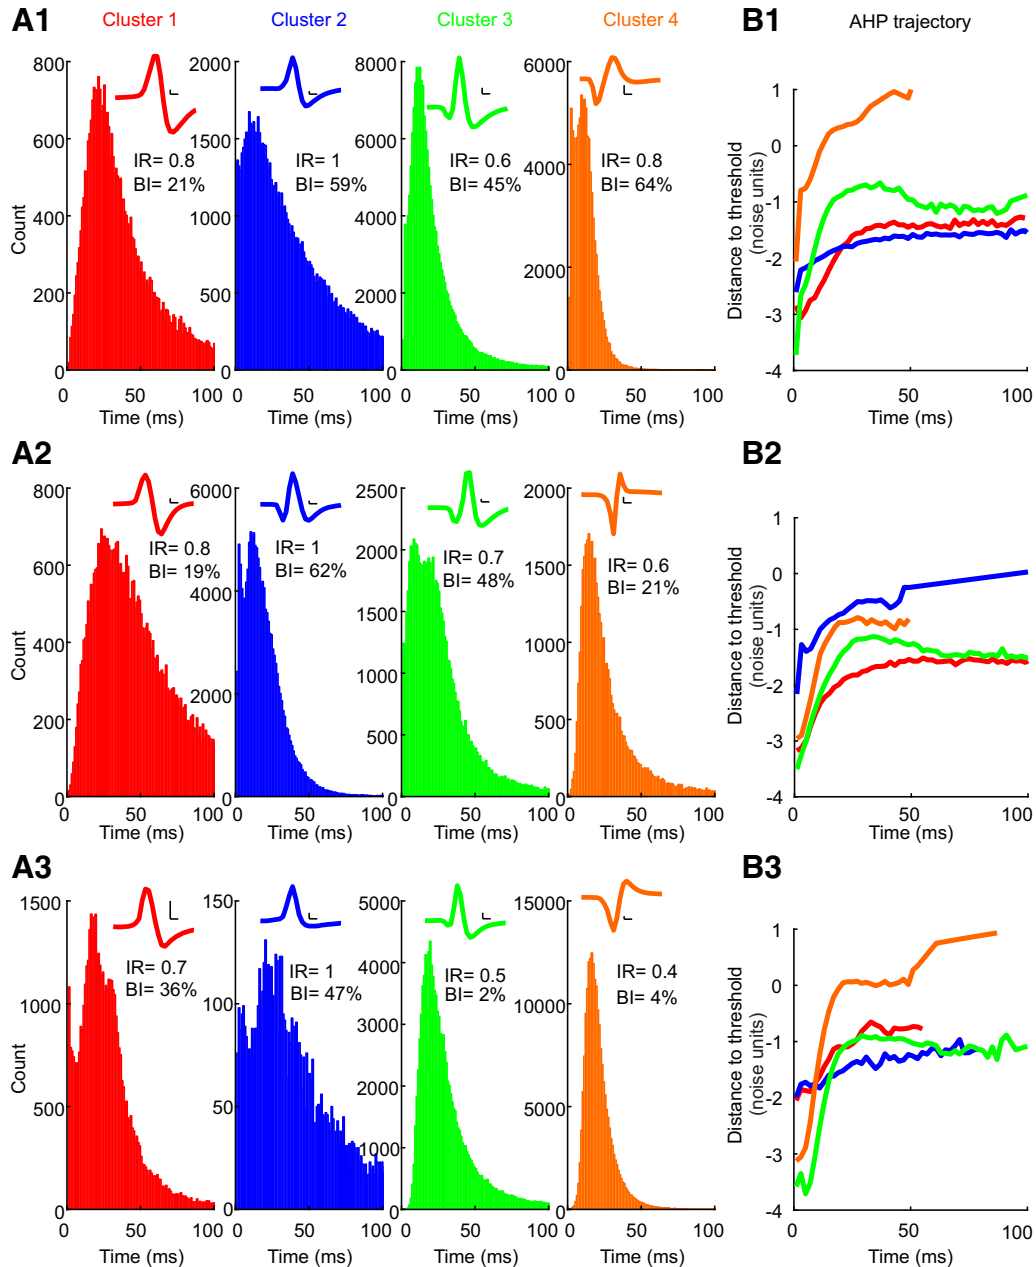 A1 Cluster 1 Cluster 2 Cluster 3 Cluster 4 B1 AHP trajectory
800 2000 8000 6000
IR= 0.8 IR= 1 IR= 0.6 IR= 0.8
BI= 21% BI= 59% BI= 45% BI= 64%
600 1500 6000 4000
400 1000 4000
200 500 2000 2000
0 0 0 0
Count
0 50 100 0 50 100 0 50 100 0 50 100
Time (ms) Time (ms) Time (ms) Time (ms)
Distance to threshold
(noise units)
1
0
-1
-2
-3
-4
0 50 100
Time (ms)
A2 B2
800 6000 2500 2000
IR= 0.8 IR= 1 IR= 0.7 IR= 0.6
BI= 19% BI= 62% BI= 48% BI= 21%
600 4000 2000 1500
400 2000 1500 1000
200 1000 500
500
0 0 0
Count
0 50 100 0 50 100 0 50 100 0 50 100
Time (ms) Time (ms) Time (ms) Time (ms)
Distance to threshold
(noise units)
1
0
-1
-2
-3
-4
0 50 100
Time (ms)
A3 B3
1500 150 5000 15000
IR= 0.7 IR= 1 IR= 0.5 IR= 0.4
BI= 36% BI= 47% BI= 2% BI= 4%
1000 100 4000 10000
3000
500 50 2000 5000
1000
0 0 0 0
Count
0 50 100 0 50 100 0 50 100 0 50 100
Time (ms) Time (ms) Time (ms) Time (ms)
Distance to threshold
(noise units)
1
0
-1
-2
-3
-4
0 50 100
Time (ms)